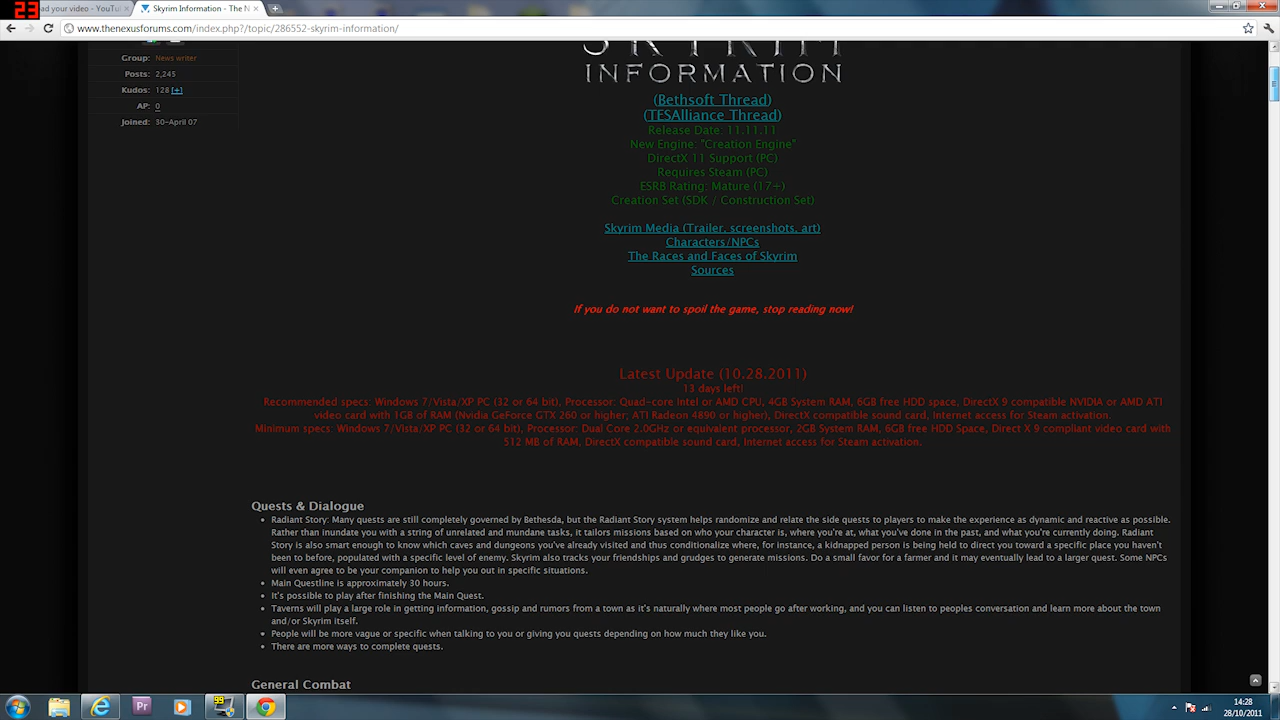 23
ad your video - YouTu
Skyrim Information - The N
www.thenexusforums.com/index.php?/topic/286552-skyrim-information/
Group: News writer
Posts: 2,245
Kudos: 128 [+]
AP: 0
Joined: 30-April 07
SKYRIM
INFORMATION
(Bethsoft Thread)
(TESAlliance Thread)
Release Date: 11.11.11
New Engine: "Creation Engine"
DirectX 11 Support (PC)
Requires Steam (PC)
ESRB Rating: Mature (17+)
Creation Set (SDK / Construction Set)
Skyrim Media (Trailer, screenshots, art)
Characters/NPCs
The Races and Faces of Skyrim
Sources
If you do not want to spoil the game, stop reading now!
Latest Update (10.28.2011)
13 days left!
Recommended specs: Windows 7/Vista/XP PC (32 or 64 bit), Processor: Quad-core Intel or AMD CPU, 4GB System RAM, 6GB free HDD space, DirectX 9 compatible NVIDIA or AMD ATI
video card with 1GB of RAM (Nvidia GeForce GTX 260 or higher; ATI Radeon 4890 or higher), DirectX compatible sound card, Internet access for Steam activation.
Minimum specs: Windows 7/Vista/XP PC (32 or 64 bit), Processor: Dual Core 2.0GHz or equivalent processor, 2GB System RAM, 6GB free HDD Space, Direct X 9 compliant video card with
512 MB of RAM, DirectX compatible sound card, Internet access for Steam activation.
Quests & Dialogue
• Radiant Story: Many quests are still completely governed by Bethesda, but the Radiant Story system helps randomize and relate the side quests to players to make the experience as dynamic and reactive as possible.
Rather than inundate you with a string of unrelated and mundane tasks, it tailors missions based on who your character is, where you're at, what you've done in the past, and what you're currently doing. Radiant
Story is also smart enough to know which caves and dungeons you've already visited and thus conditionalize where, for instance, a kidnapped person is being held to direct you toward a specific place you haven't
been to before, populated with a specific level of enemy. Skyrim also tracks your friendships and grudges to generate missions. Do a small favor for a farmer and it may eventually lead to a larger quest. Some NPCs
will even agree to be your companion to help you out in specific situations.
• Main Questline is approximately 30 hours.
• It's possible to play after finishing the Main Quest.
• Taverns will play a large role in getting information, gossip and rumors from a town as it's naturally where most people go after working, and you can listen to peoples conversation and learn more about the town
and/or Skyrim itself.
• People will be more vague or specific when talking to you or giving you quests depending on how much they like you.
• There are more ways to complete quests.
General Combat
Pr
99
14:28
28/10/2011